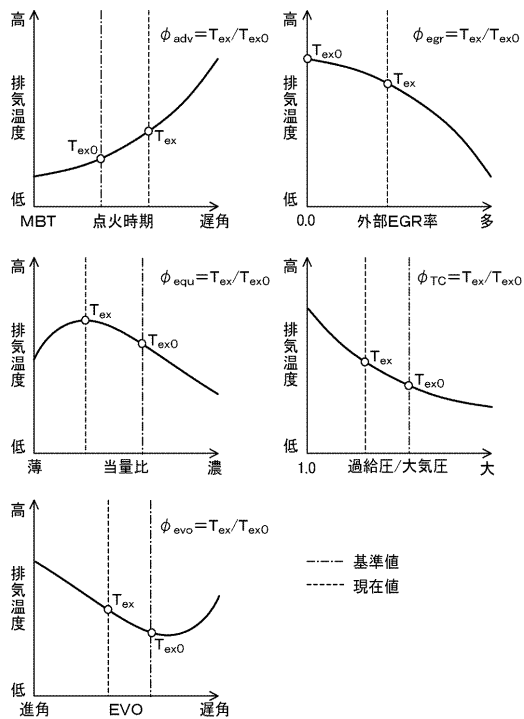 高
排気温度
低
φadv=Tex/Tex0
Tex0
Tex
MBT 点火時期 遅角
高
排気温度
低
φegr=Tex/Tex0
Tex0
Tex
0.0 外部EGR率 多
高
排気温度
低
φequ=Tex/Tex0
Tex
Tex0
薄 当量比 濃
高
排気温度
低
φTC=Tex/Tex0
Tex
Tex0
1.0 過給圧/大気圧 大
高
排気温度
低
φevo=Tex/Tex0
Tex
Tex0
進角 EVO 遅角
基準値
現在値